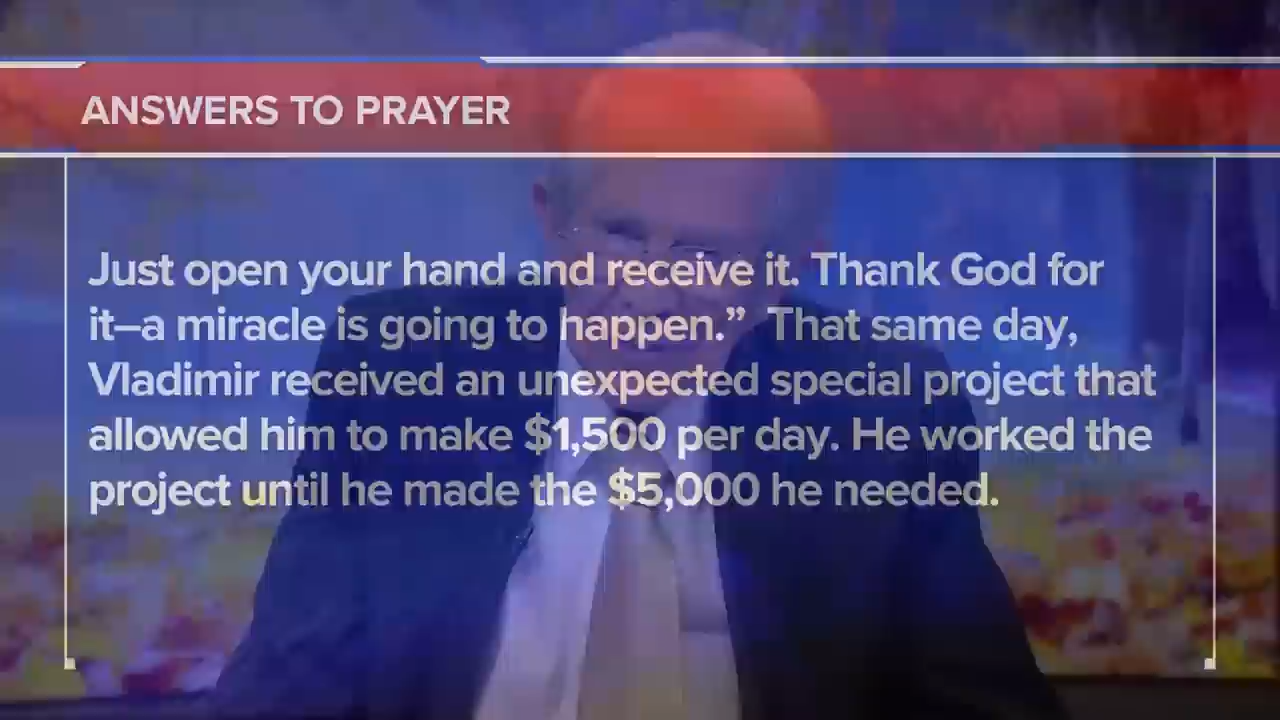 ANSWERS TO PRAYER
Just open your hand and receive it. Thank God for
it–a miracle is going to happen.”  That same day,
Vladimir received an unexpected special project that
allowed him to make $1,500 per day. He worked the
project until he made the $5,000 he needed.